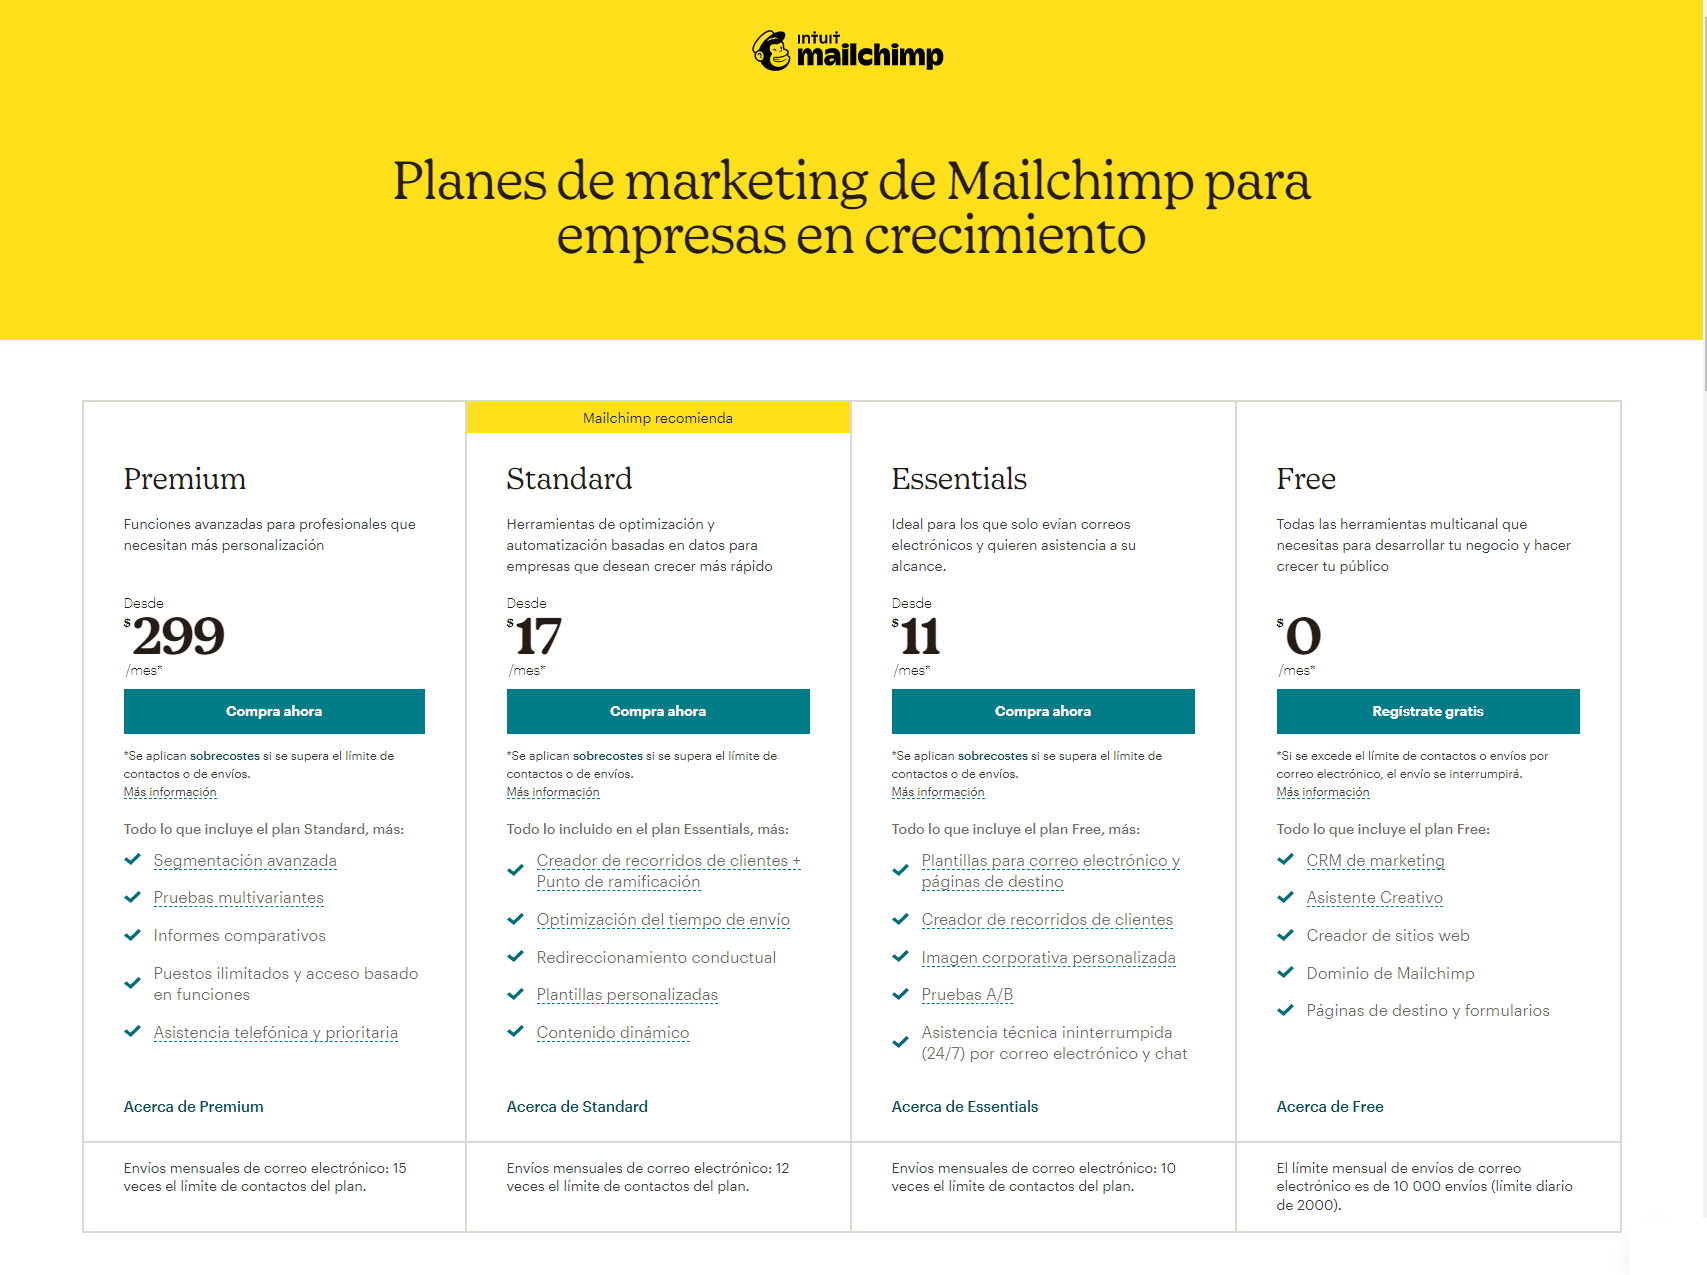 intuit
mailchimp
Planes de marketing de Mailchimp para
empresas en crecimiento
Premium
Funciones avanzadas para profesionales que
necesitan más personalización
Desde
$299
/mes*
Compra ahora
*Se aplican sobrecostes si se supera el límite de
contactos o de envíos.
Más información
Todo lo que incluye el plan Standard, más:
Segmentación avanzada
Pruebas multivariantes
Informes comparativos
Puestos ilimitados y acceso basado
en funciones
Asistencia telefónica y prioritaria
Acerca de Premium
Envíos mensuales de correo electrónico: 15
veces el límite de contactos del plan.
Mailchimp recomienda
Standard
Herramientas de optimización y
automatización basadas en datos para
empresas que desean crecer más rápido
Desde
$17
/mes*
Compra ahora
*Se aplican sobrecostes si se supera el límite de
contactos o de envíos.
Más información
Todo lo incluido en el plan Essentials, más:
Creador de recorridos de clientes +
Punto de ramificación
Optimización del tiempo de envío
Redireccionamiento conductual
Plantillas personalizadas
Contenido dinámico
Acerca de Standard
Envíos mensuales de correo electrónico: 12
veces el límite de contactos del plan.
Essentials
Ideal para los que solo evían correos
electrónicos y quieren asistencia a su
alcance.
Desde
$11
/mes*
Compra ahora
*Se aplican sobrecostes si se supera el límite de
contactos o de envíos.
Más información
Todo lo que incluye el plan Free, más:
Plantillas para correo electrónico y
páginas de destino
Creador de recorridos de clientes
Imagen corporativa personalizada
Pruebas A/B
Asistencia técnica ininterrumpida
(24/7) por correo electrónico y chat
Acerca de Essentials
Envíos mensuales de correo electrónico: 10
veces el límite de contactos del plan.
Free
Todas las herramientas multicanal que
necesitas para desarrollar tu negocio y hacer
crecer tu público
$0
/mes*
Regístrate gratis
*Si se excede el límite de contactos o envíos por
correo electrónico, el envío se interrumpirá.
Más información
Todo lo que incluye el plan Free:
CRM de marketing
Asistente Creativo
Creador de sitios web
Dominio de Mailchimp
Páginas de destino y formularios
Acerca de Free
El límite mensual de envíos de correo
electrónico es de 10 000 envíos (límite diario
de 2000).